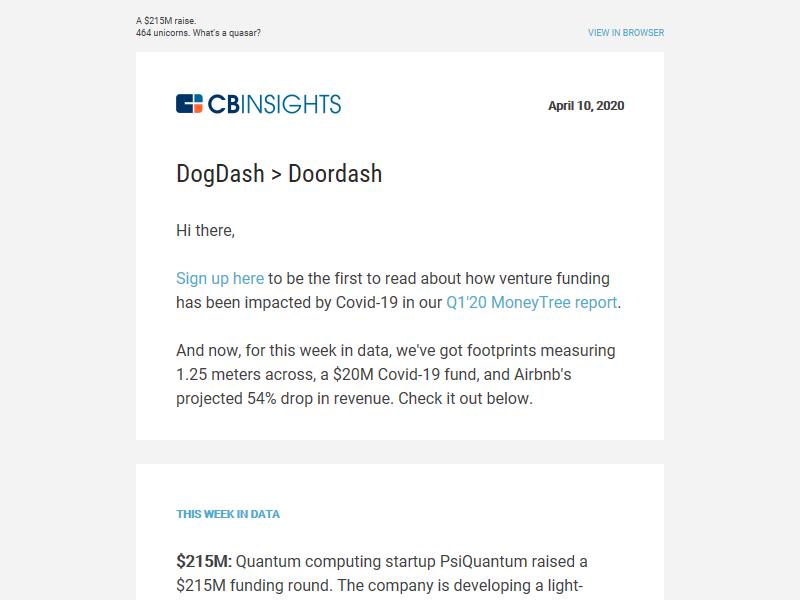 A $215M raise.
464 unicorns. What's a quasar?
VIEW IN BROWSER
CBINSIGHTS
April 10, 2020
DogDash > Doordash
Hi there,
Sign up here to be the first to read about how venture funding
has been impacted by Covid-19 in our Q1'20 MoneyTree report.
And now, for this week in data, we've got footprints measuring
1.25 meters across, a $20M Covid-19 fund, and Airbnb's
projected 54% drop in revenue. Check it out below.
THIS WEEK IN DATA
$215M: Quantum computing startup PsiQuantum raised a
$215M funding round. The company is developing a light-